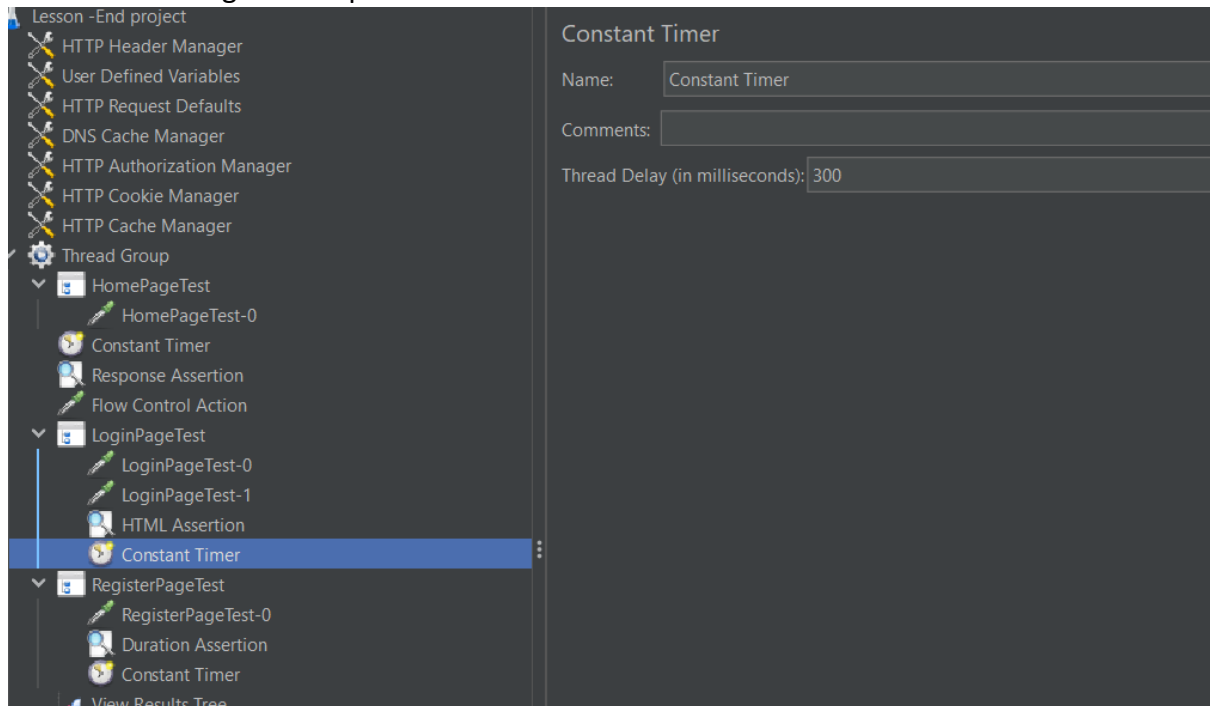 Lesson -End project
HTTP Header Manager
User Defined Variables
HTTP Request Defaults
DNS Cache Manager
HTTP Authorization Manager
HTTP Cookie Manager
HTTP Cache Manager
Thread Group
HomePageTest
HomePageTest-0
Constant Timer
Response Assertion
Flow Control Action
LoginPageTest
LoginPageTest-0
LoginPageTest-1
HTML Assertion
Constant Timer
RegisterPageTest
RegisterPageTest-0
Duration Assertion
Constant Timer
View Results Tree
Constant Timer
Name: Constant Timer
Comments:
Thread Delay (in milliseconds): 300